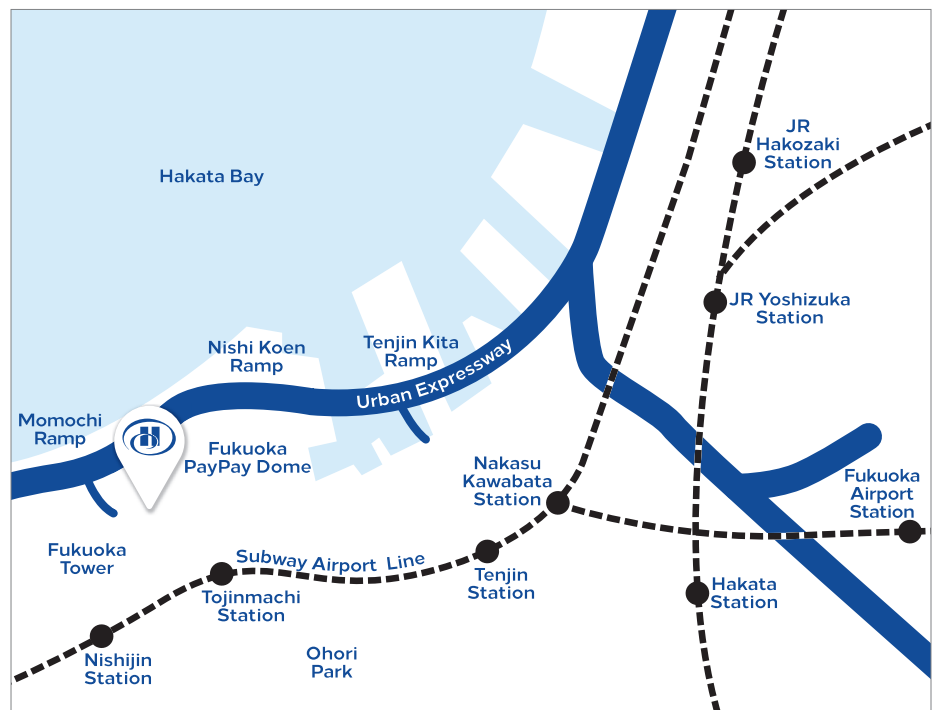 JR
Hakozaki
Station
Hakata Bay
JR Yoshizuka
Station
Nishi Koen
Ramp
Tenjin Kita
Ramp
Urban Expressway
Momochi
Ramp
Fukuoka
PayPay Dome
Nakasu
Kawabata
Station
Fukuoka
Airport
Station
Fukuoka
Tower
Subway Airport Line
Tojinmachi
Station
Tenjin
Station
Hakata
Station
Nishijin
Station
Ohori
Park